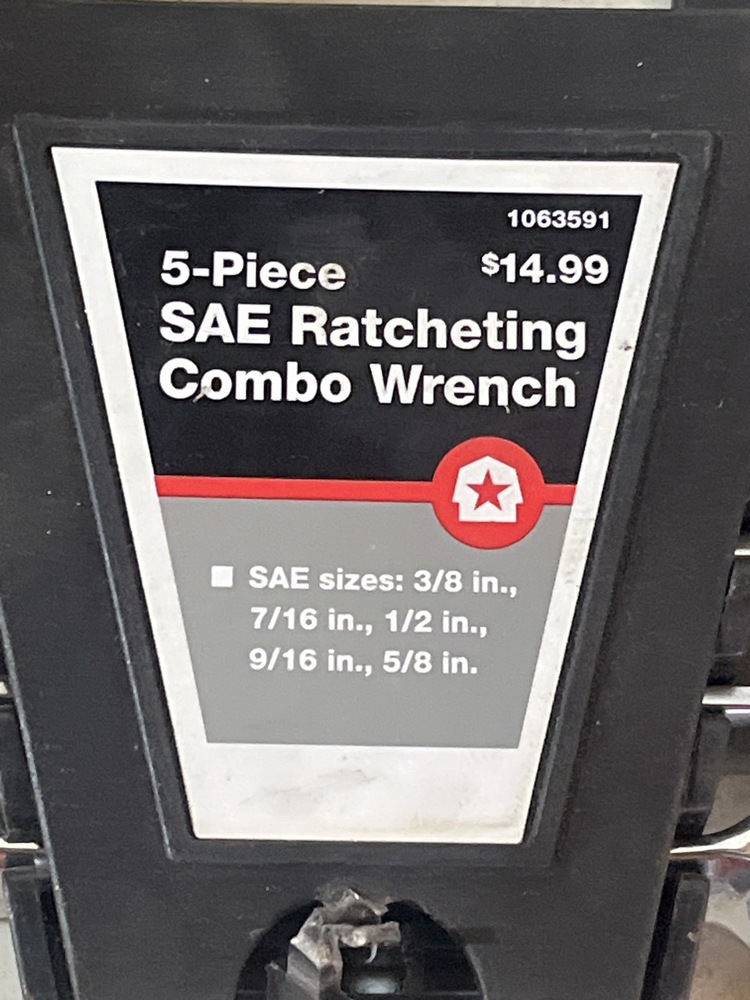 1063591
5-Piece $14.99
SAE Ratcheting
Combo Wrench
SAE sizes: 3/8 in.,
7/16 in., 1/2 in.,
9/16 in., 5/8 in.